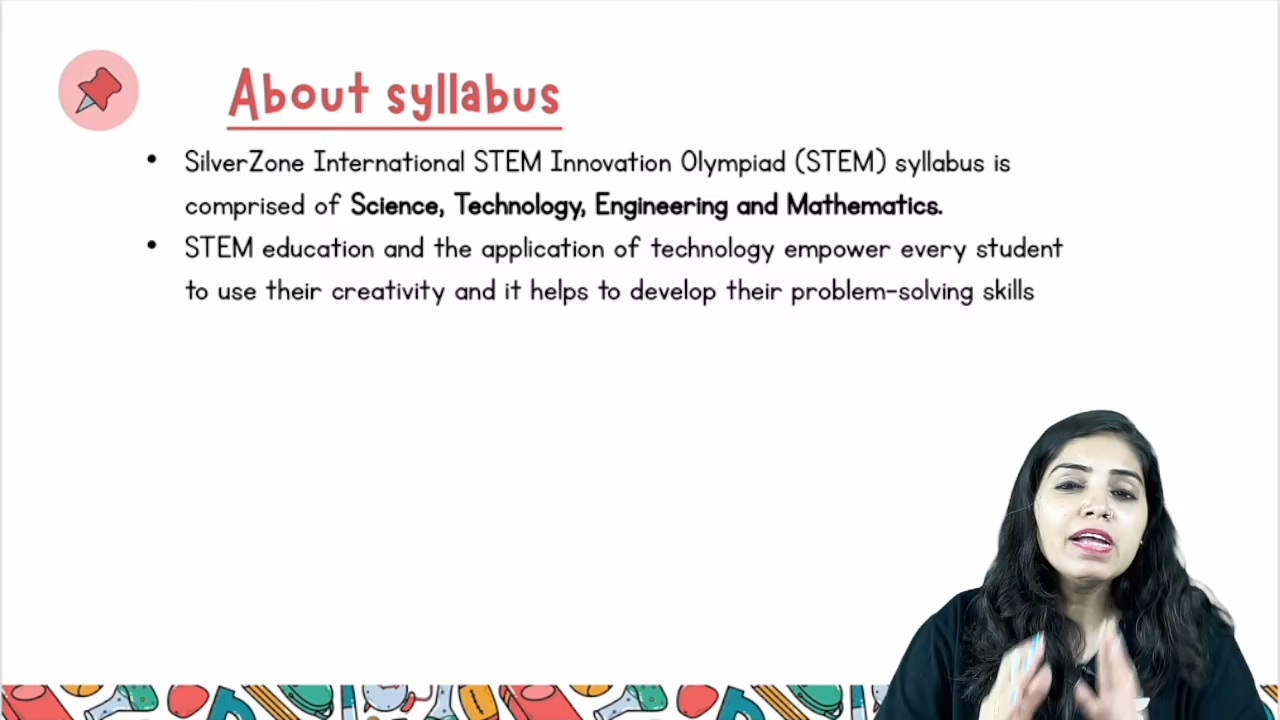 About syllabus
• SilverZone International STEM Innovation Olympiad (STEM) syllabus is
comprised of Science, Technology, Engineering and Mathematics.
• STEM education and the application of technology empower every student
to use their creativity and it helps to develop their problem-solving skills